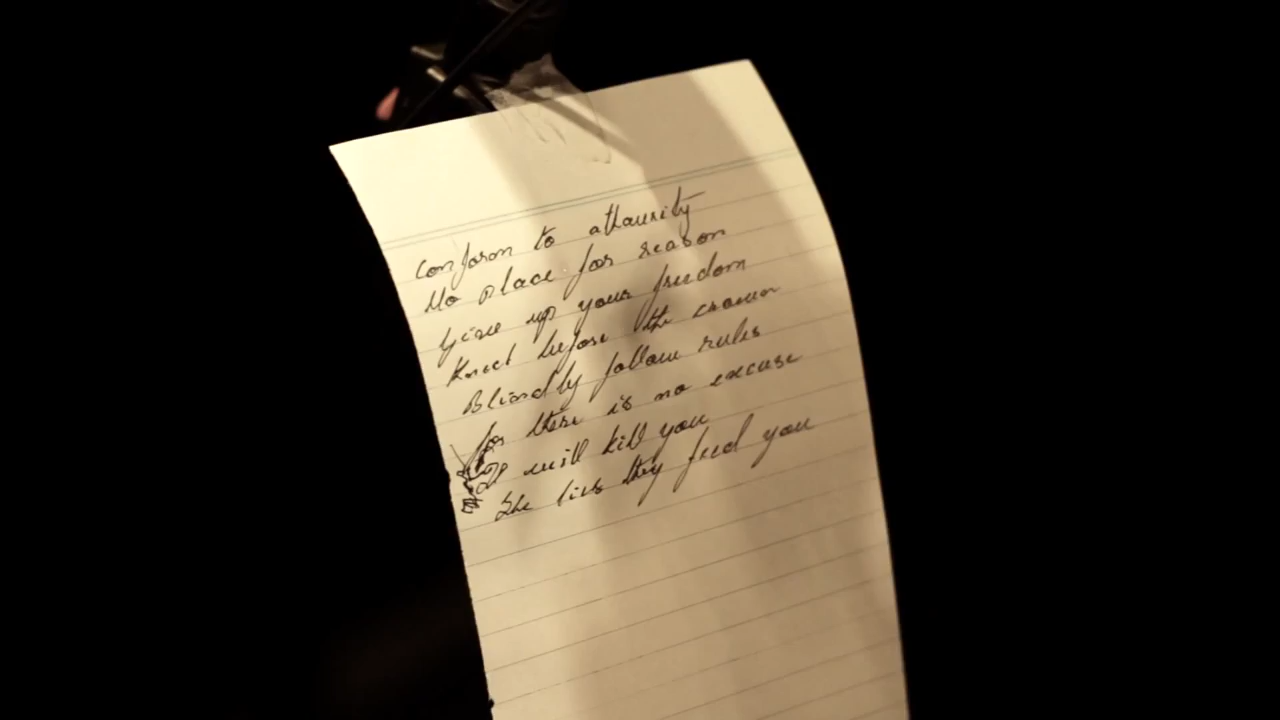 Conform to athaurity
No place for reason
Give up your freedom
Kneel before the crown
Blindly follow rules
for there is no excuse
will kill you
The lies they feed you